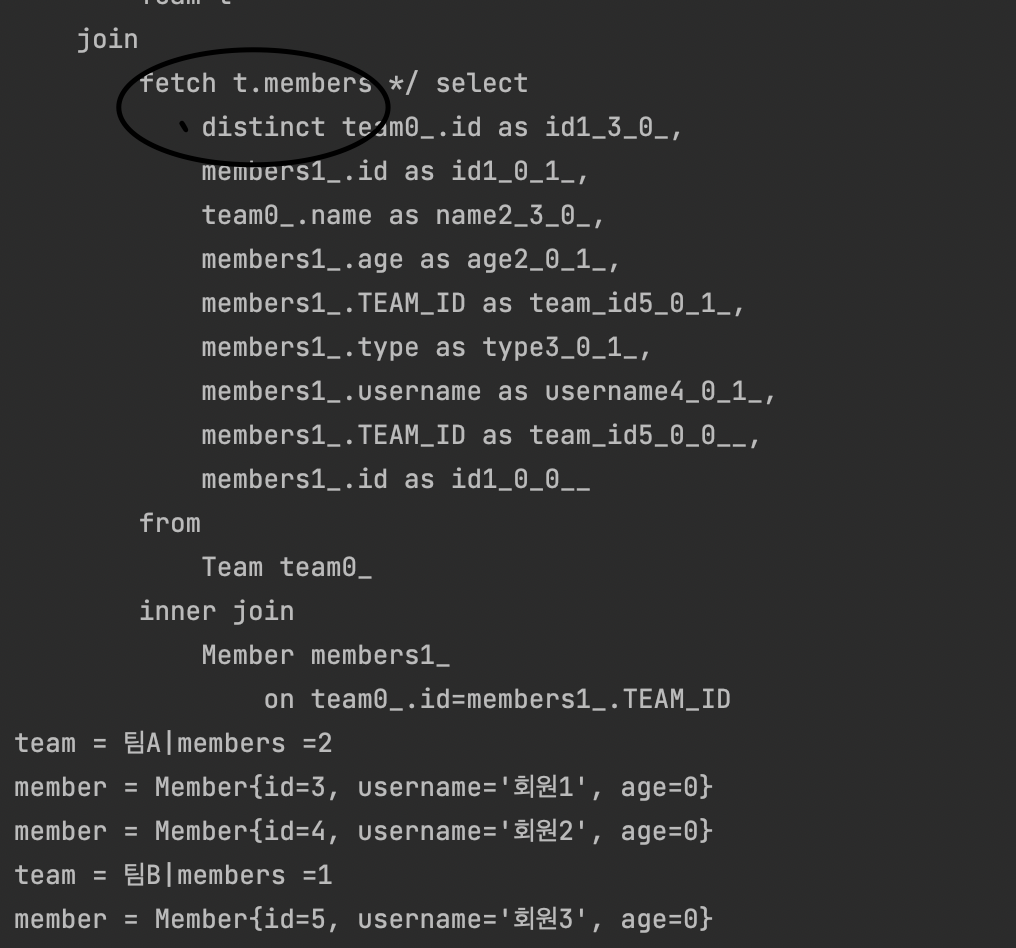 Team t
join
fetch t.members */ select
distinct team0_.id as id1_3_0_,
members1_.id as id1_0_1_,
team0_.name as name2_3_0_,
members1_.age as age2_0_1_,
members1_.TEAM_ID as team_id5_0_1_,
members1_.type as type3_0_1_,
members1_.username as username4_0_1_,
members1_.TEAM_ID as team_id5_0_0__,
members1_.id as id1_0_0__
from
Team team0_
inner join
Member members1_
on team0_.id=members1_.TEAM_ID
team = 팀A|members =2
member = Member{id=3, username='회원1', age=0}
member = Member{id=4, username='회원2', age=0}
team = 팀B|members =1
member = Member{id=5, username='회원3', age=0}